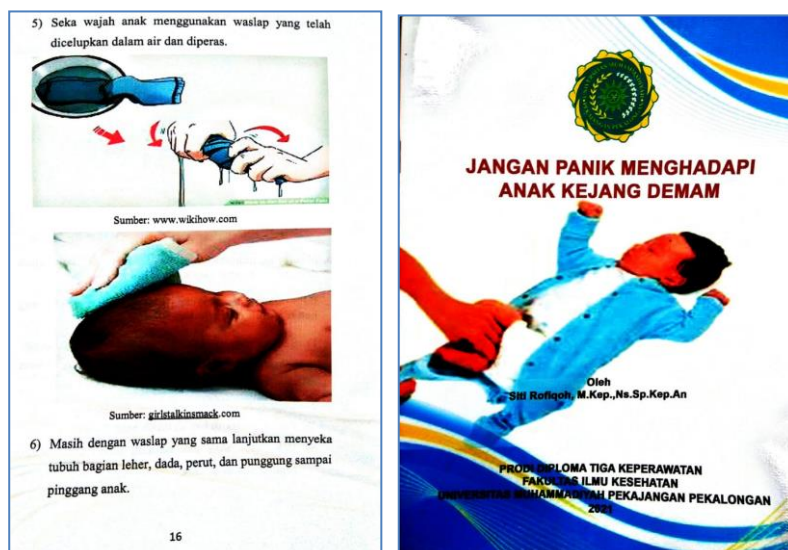 5) Seka wajah anak menggunakan waslap yang telah
dicelupkan dalam air dan diperas.
Sumber: www.wikihow.com
Sumber: girlstalkinsmack.com
6) Masih dengan waslap yang sama lanjutkan menyeka
tubuh bagian leher, dada, perut, dan punggung sampai
pinggang anak.
16
JANGAN PANIK MENGHADAPI
ANAK KEJANG DEMAM
Oleh
Siti Rofiqoh, M.Kep.,Ns.Sp.Kep.An
PRODI DIPLOMA TIGA KEPERAWATAN
FAKULTAS ILMU KESEHATAN
UNIVERSITAS MUHAMMADIYAH PEKAJANGAN PEKALONGAN
2021